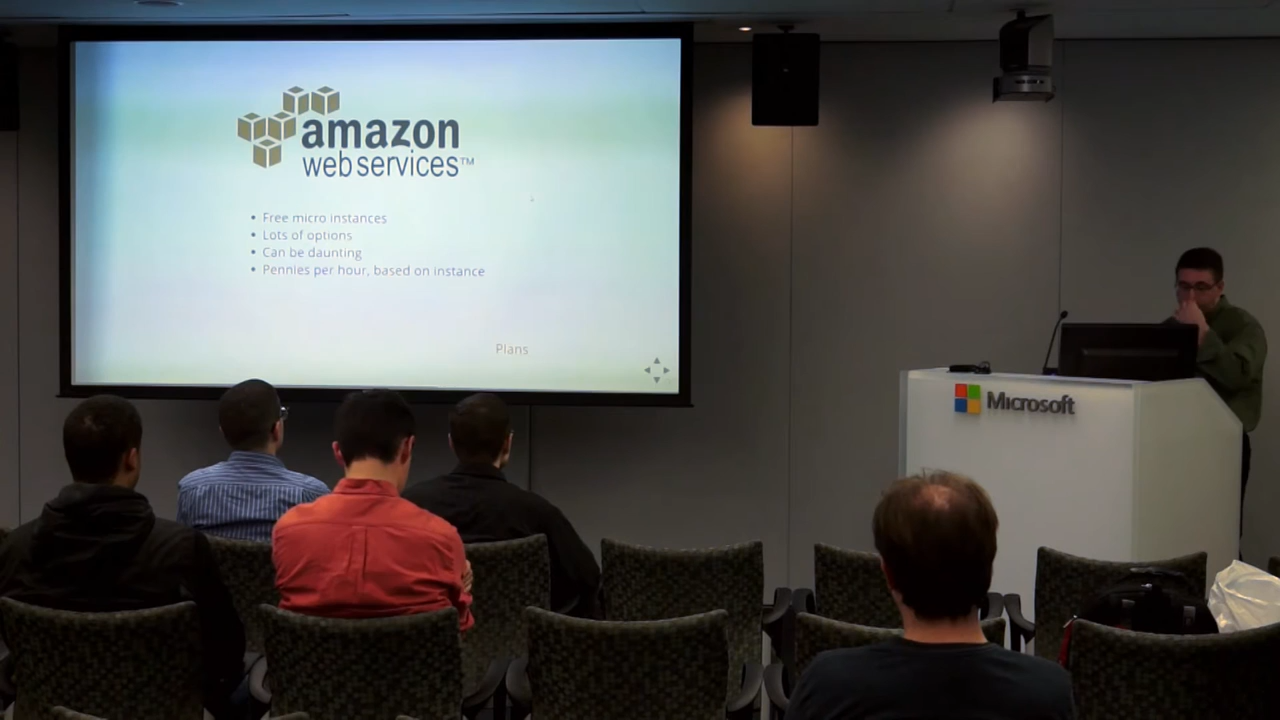 amazon
web services™
• Free micro instances
• Lots of options
• Can be daunting
• Pennies per hour, based on instance
Plans
Microsoft